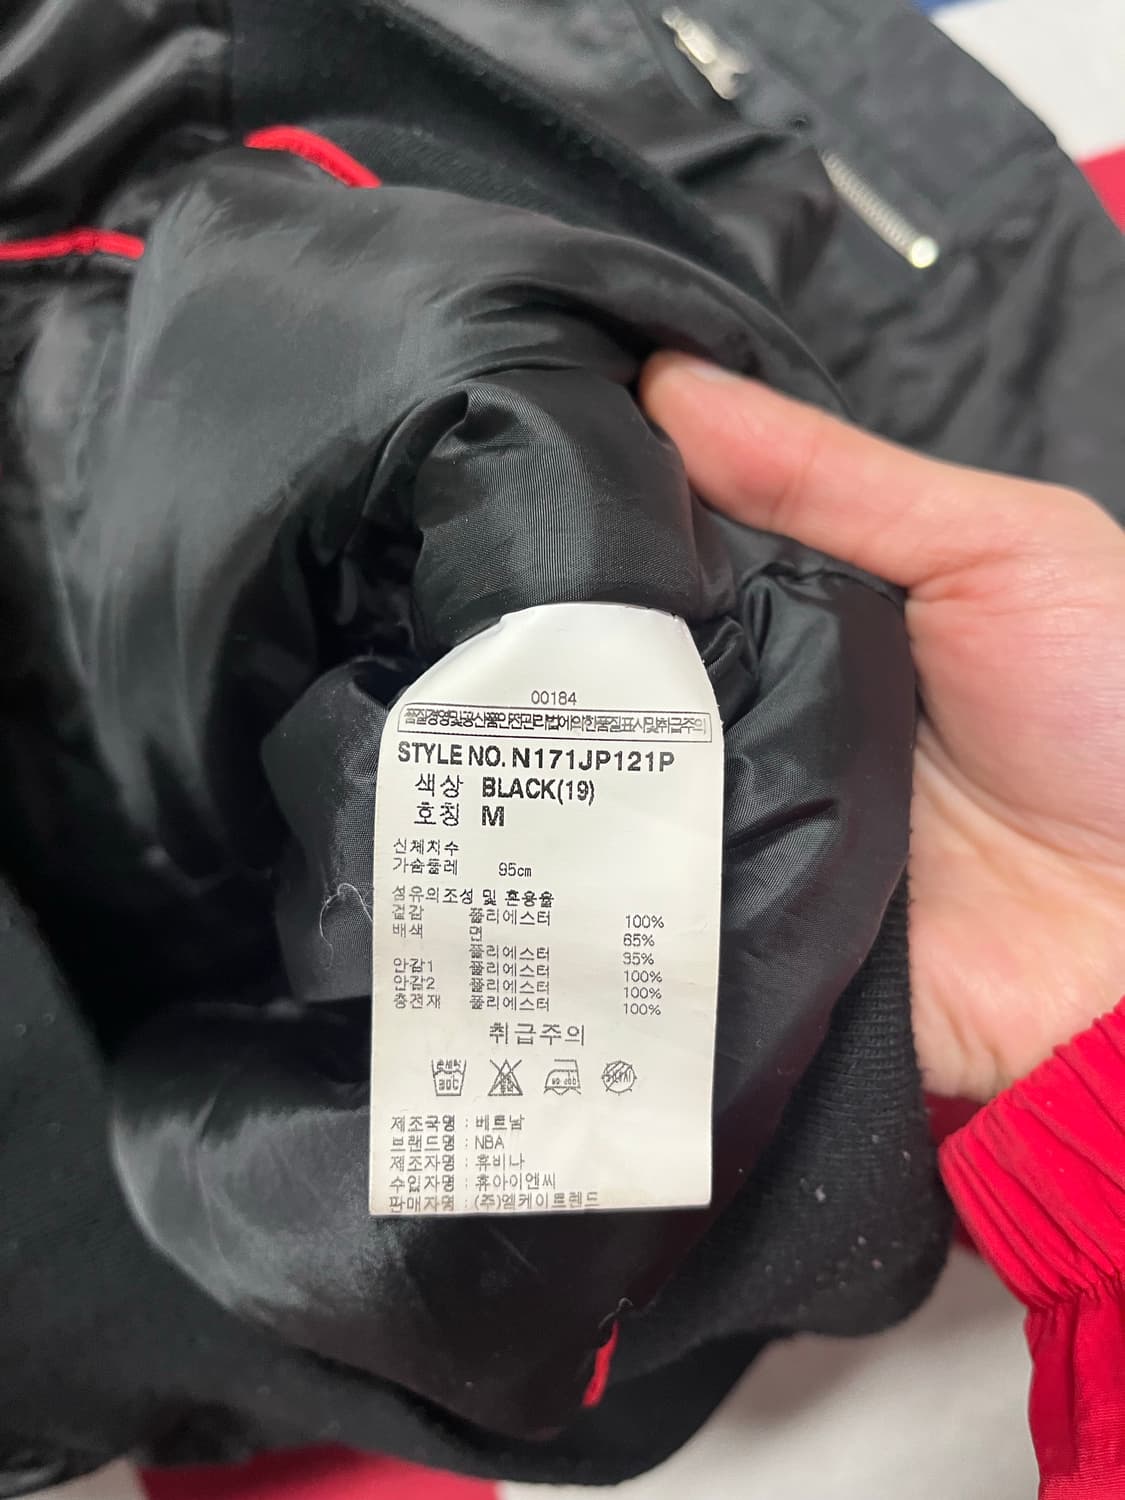 00184
품질경영및공산품안전관리법에의한품질표시및취급주의
STYLE NO. N171JP121P
색상 BLACK(19)
호칭 M
신체치수
가슴둘레 95cm
섬유의조성 및 혼용율
겉감 폴리에스터 100%
배색 면 65%
폴리에스터 35%
안감1 폴리에스터 100%
안감2 폴리에스터 100%
충전재 폴리에스터 100%
취급주의
손세탁 30C
제조국명 : 베트남
브랜드명 : NBA
제조자명 : 휴비나
수입자명 : 휴아이엔씨
판매자명 : (주)엠케이트렌드